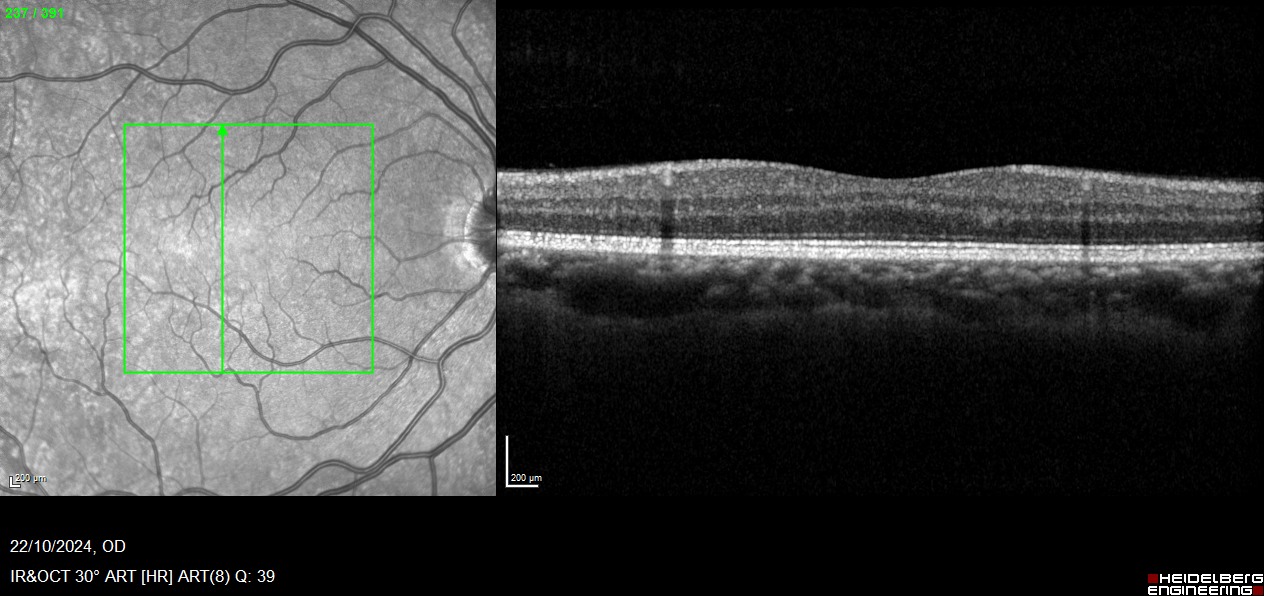 237 / 391
200 µm
200 µm
22/10/2024, OD
IR&OCT 30° ART [HR] ART(8) Q: 39
HEIDELBERG
ENGINEERING